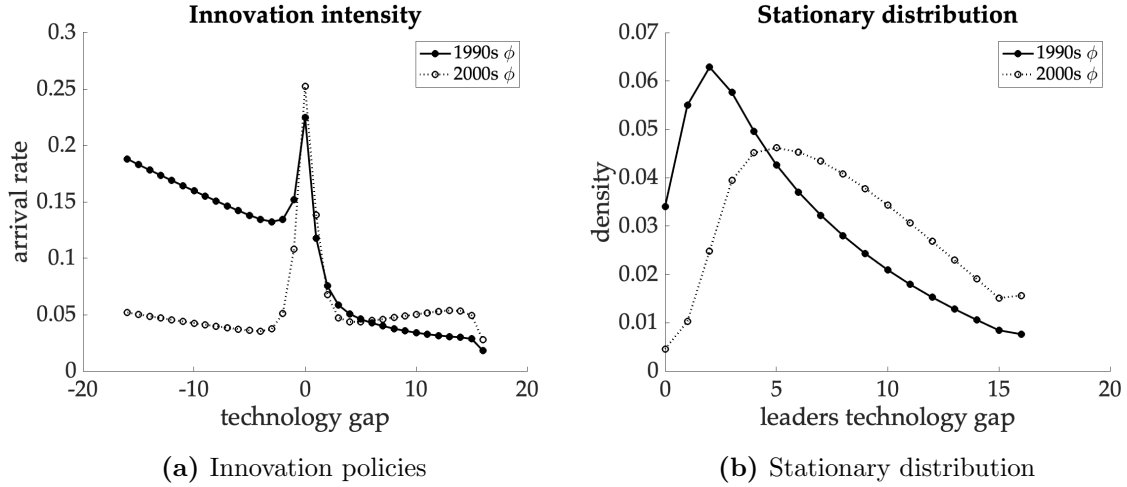 Innovation intensity
0.3
0.25
0.2
0.15
0.1
0.05
0
arrival rate
-20
-10
0
10
20
technology gap
1990s ϕ
2000s ϕ
(a) Innovation policies
Stationary distribution
0.07
0.06
0.05
0.04
0.03
0.02
0.01
0
density
0
5
10
15
20
leaders technology gap
1990s ϕ
2000s ϕ
(b) Stationary distribution